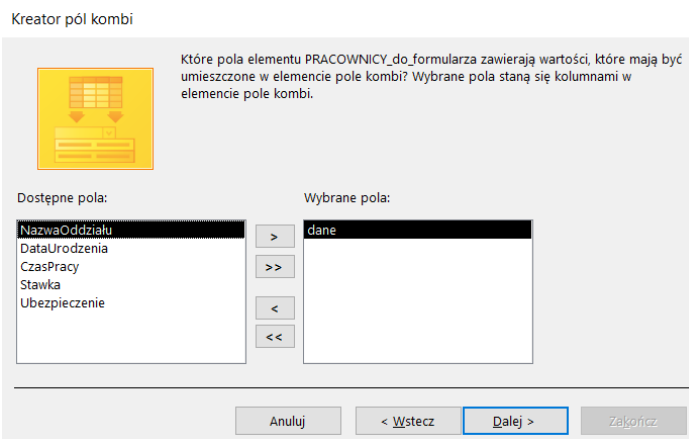 Kreator pól kombi
Które pola elementu PRACOWNICY_do_formularza zawierają wartości, które mają być
umieszczone w elemencie pole kombi? Wybrane pola staną się kolumnami w
elemencie pole kombi.
Dostępne pola:
Wybrane pola:
NazwaOddziału
DataUrodzenia
CzasPracy
Stawka
Ubezpieczenie
>
>>
<
<<
dane
Anuluj
< Wstecz
Dalej >
Zakończ